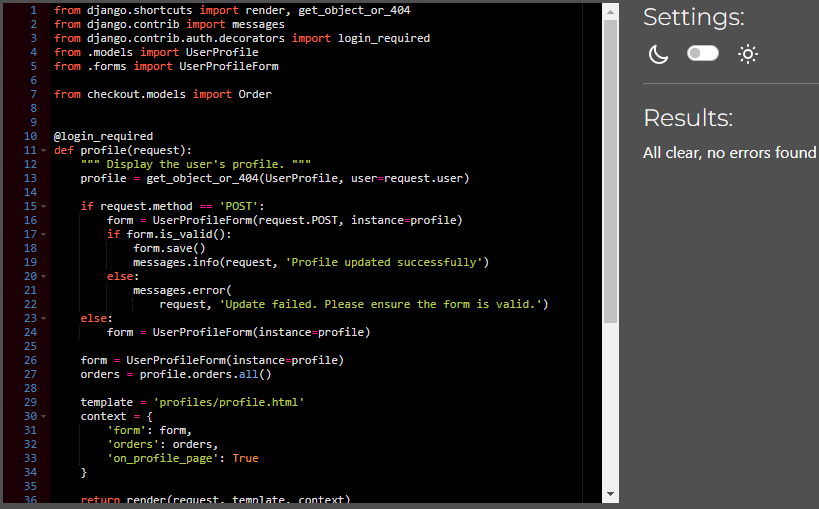 1 from django.shortcuts import render, get_object_or_404
2 from django.contrib import messages
3 from django.contrib.auth.decorators import login_required
4 from .models import UserProfile
5 from .forms import UserProfileForm
6
7 from checkout.models import Order
8
9
10 @login_required
11 def profile(request):
12     """ Display the user's profile. """
13     profile = get_object_or_404(UserProfile, user=request.user)
14
15     if request.method == 'POST':
16         form = UserProfileForm(request.POST, instance=profile)
17         if form.is_valid():
18             form.save()
19             messages.info(request, 'Profile updated successfully')
20         else:
21             messages.error(
22                 request, 'Update failed. Please ensure the form is valid.')
23     else:
24         form = UserProfileForm(instance=profile)
25
26     form = UserProfileForm(instance=profile)
27     orders = profile.orders.all()
28
29     template = 'profiles/profile.html'
30     context = {
31         'form': form,
32         'orders': orders,
33         'on_profile_page': True
34     }
35
36     return render(request, template, context)
Settings:
Results:
All clear, no errors found